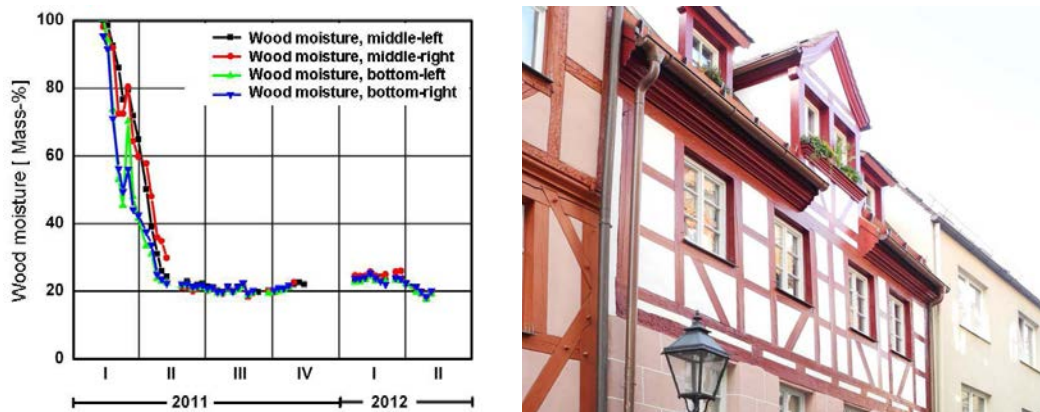 100
80
60
40
20
0
Wood moisture [ Mass-%]
Wood moisture, middle-left
Wood moisture, middle-right
Wood moisture, bottom-left
Wood moisture, bottom-right
I II III IV I II
2011 2012